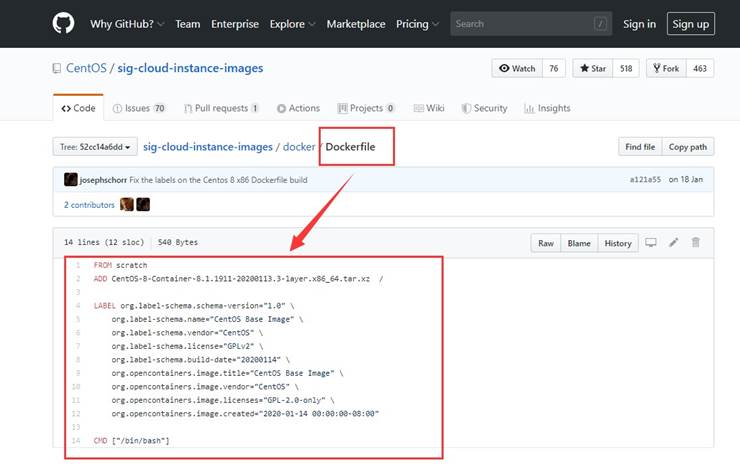 Why GitHub? Team Enterprise Explore Marketplace Pricing Search / Sign in Sign up
CentOS / sig-cloud-instance-images Watch 76 Star 518 Fork 463
Code Issues 70 Pull requests 1 Actions Projects 0 Wiki Security Insights
Tree: 52cc14a6dd sig-cloud-instance-images / docker / Dockerfile Find file Copy path
josephschorr Fix the labels on the Centos 8 x86 Dockerfile build a121a55 on 18 Jan
2 contributors
14 lines (12 sloc) 540 Bytes Raw Blame History
1 FROM scratch
2 ADD CentOS-8-Container-8.1.1911-20200113.3-layer.x86_64.tar.xz /
3
4 LABEL org.label-schema.schema-version="1.0" \
5 org.label-schema.name="CentOS Base Image" \
6 org.label-schema.vendor="CentOS" \
7 org.label-schema.license="GPLv2" \
8 org.label-schema.build-date="20200114" \
9 org.opencontainers.image.title="CentOS Base Image" \
10 org.opencontainers.image.vendor="CentOS" \
11 org.opencontainers.image.licenses="GPL-2.0-only" \
12 org.opencontainers.image.created="2020-01-14 00:00:00-08:00"
13
14 CMD ["/bin/bash"]